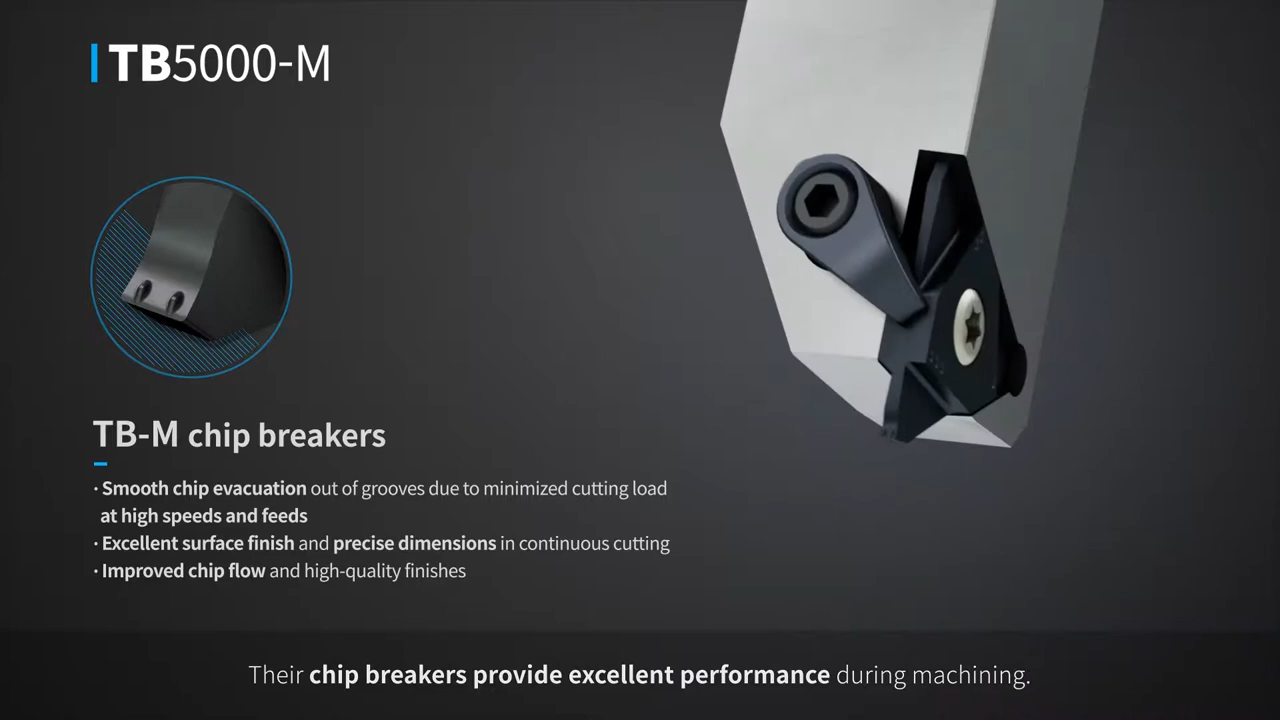 TB5000-M
TB-M chip breakers
· Smooth chip evacuation out of grooves due to minimized cutting load
at high speeds and feeds
· Excellent surface finish and precise dimensions in continuous cutting
· Improved chip flow and high-quality finishes
Their chip breakers provide excellent performance during machining.